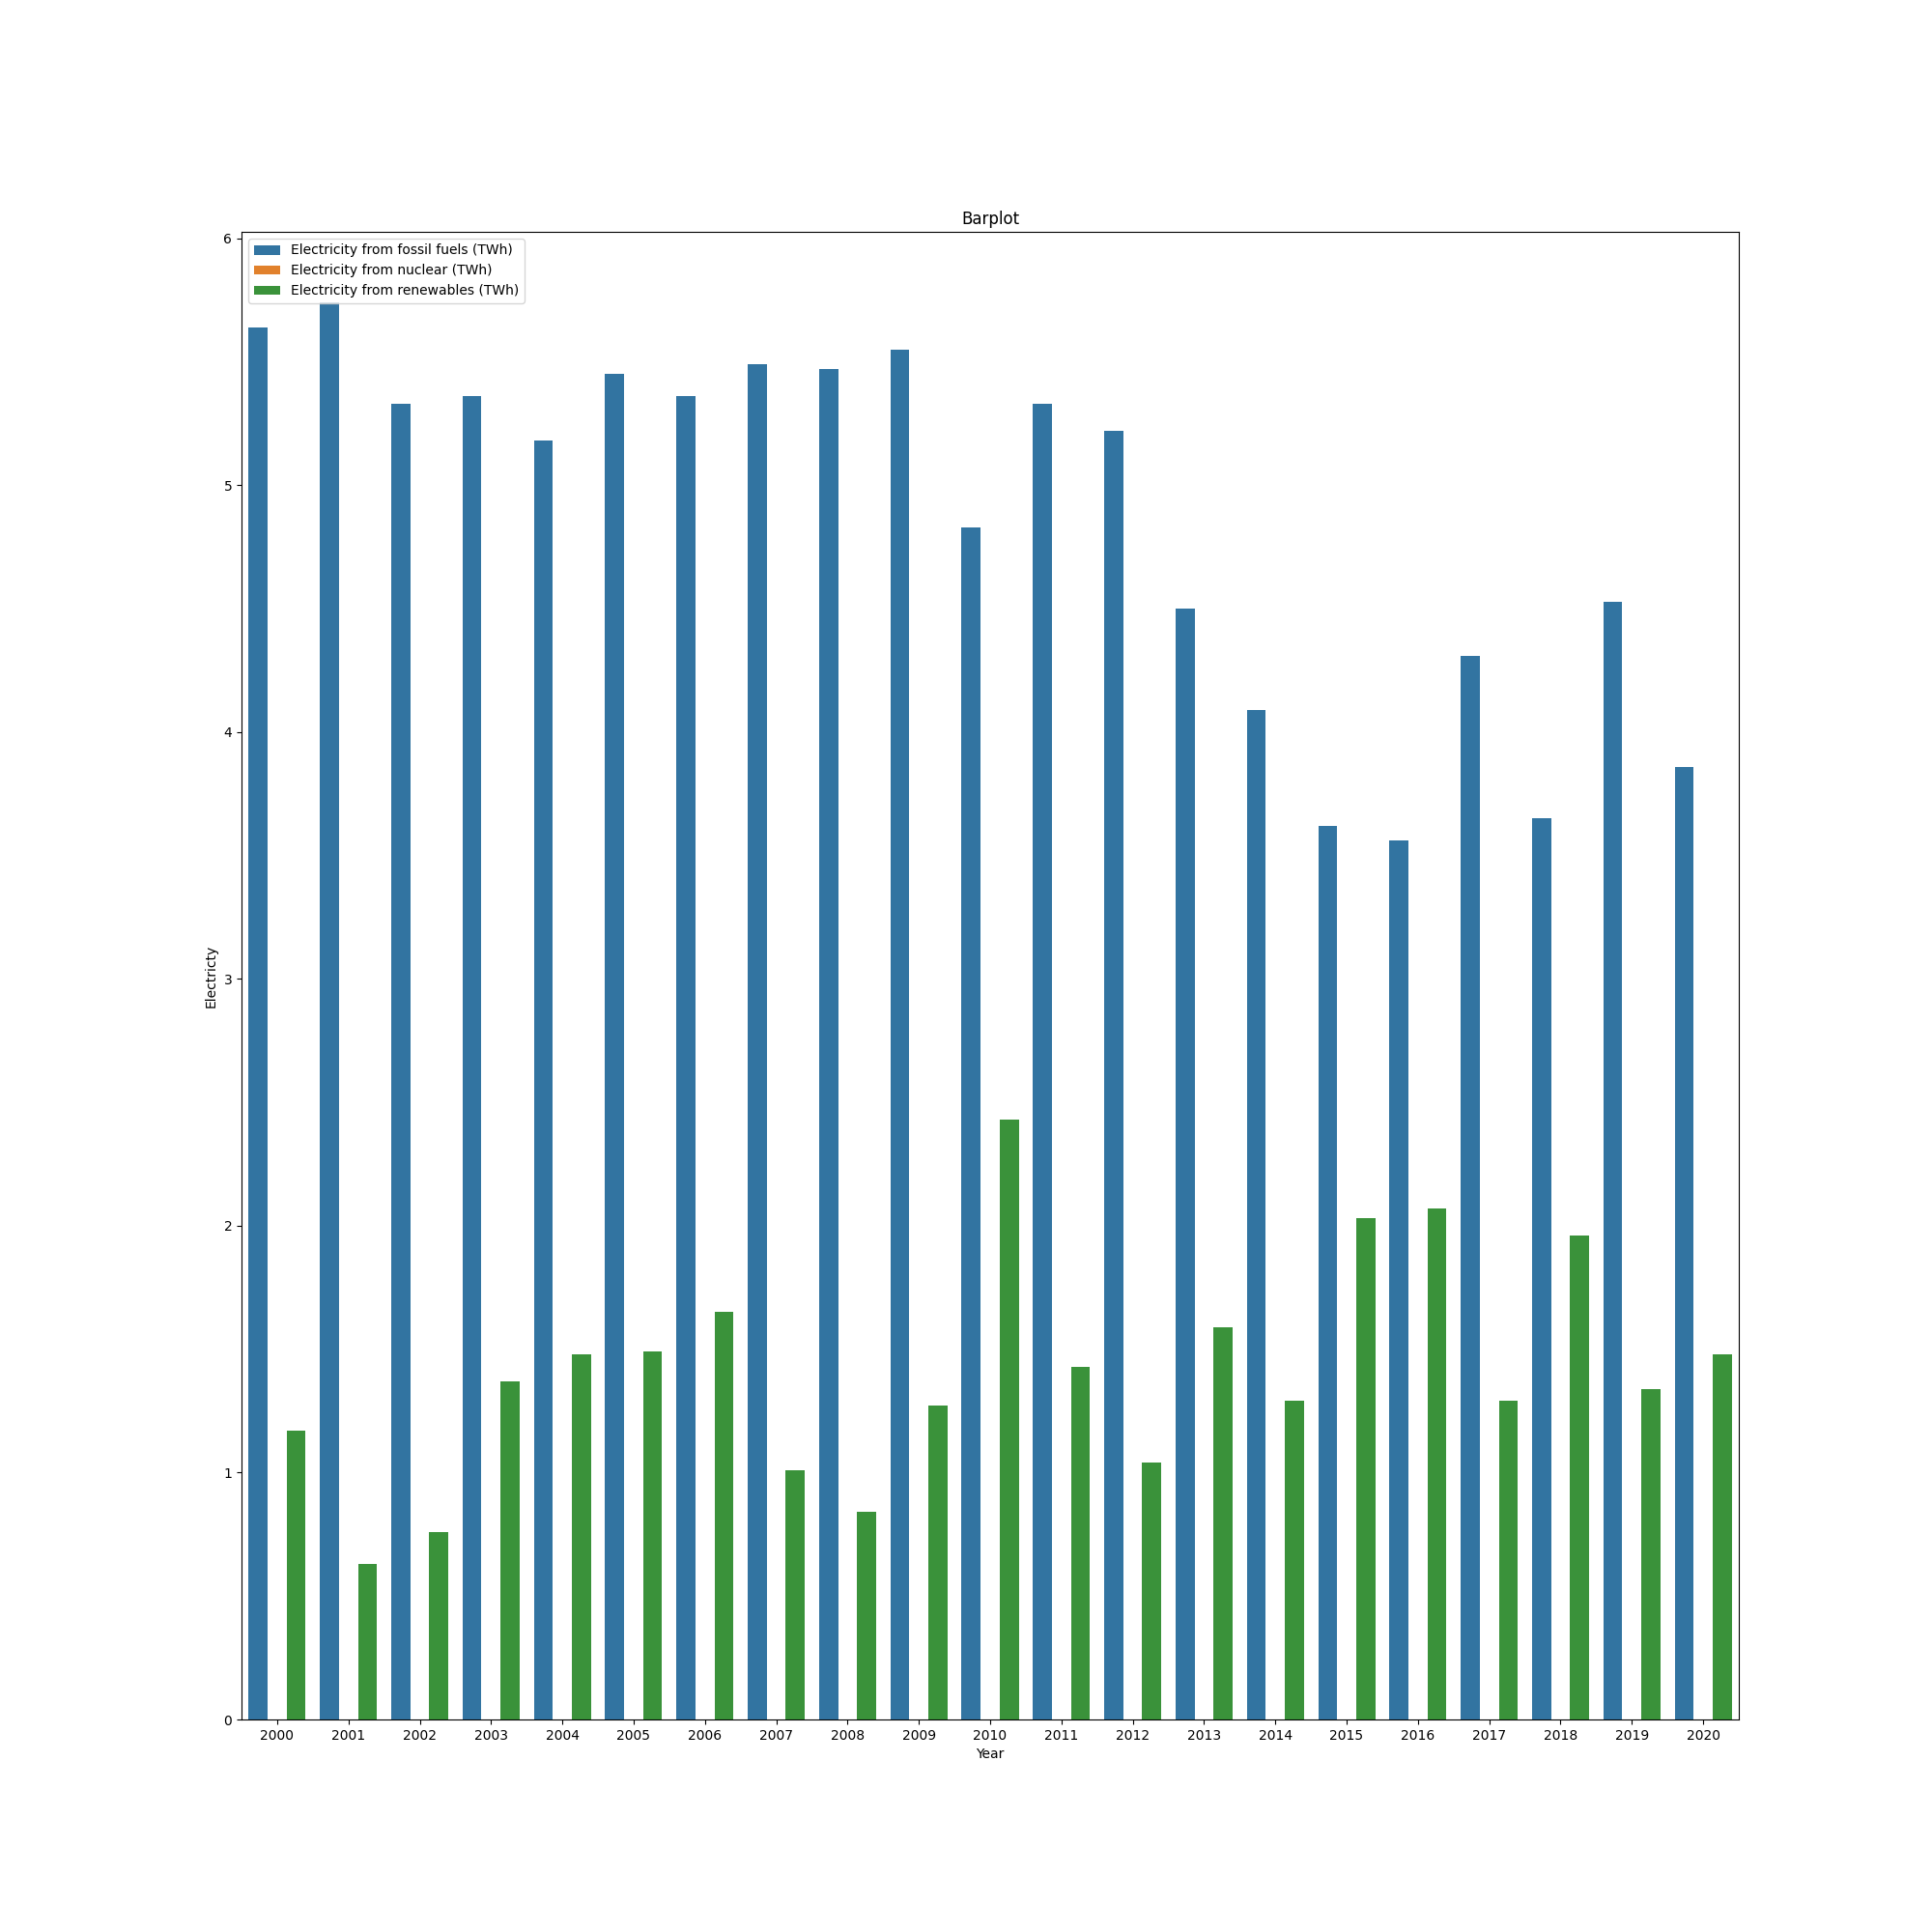 Barplot
6
Electricity from fossil fuels (TWh)
Electricity from nuclear (TWh)
Electricity from renewables (TWh)
5
4
3
Electricty
2
1
0
2000 2001 2002 2003 2004 2005 2006 2007 2008 2009 2010 2011 2012 2013 2014 2015 2016 2017 2018 2019 2020
Year